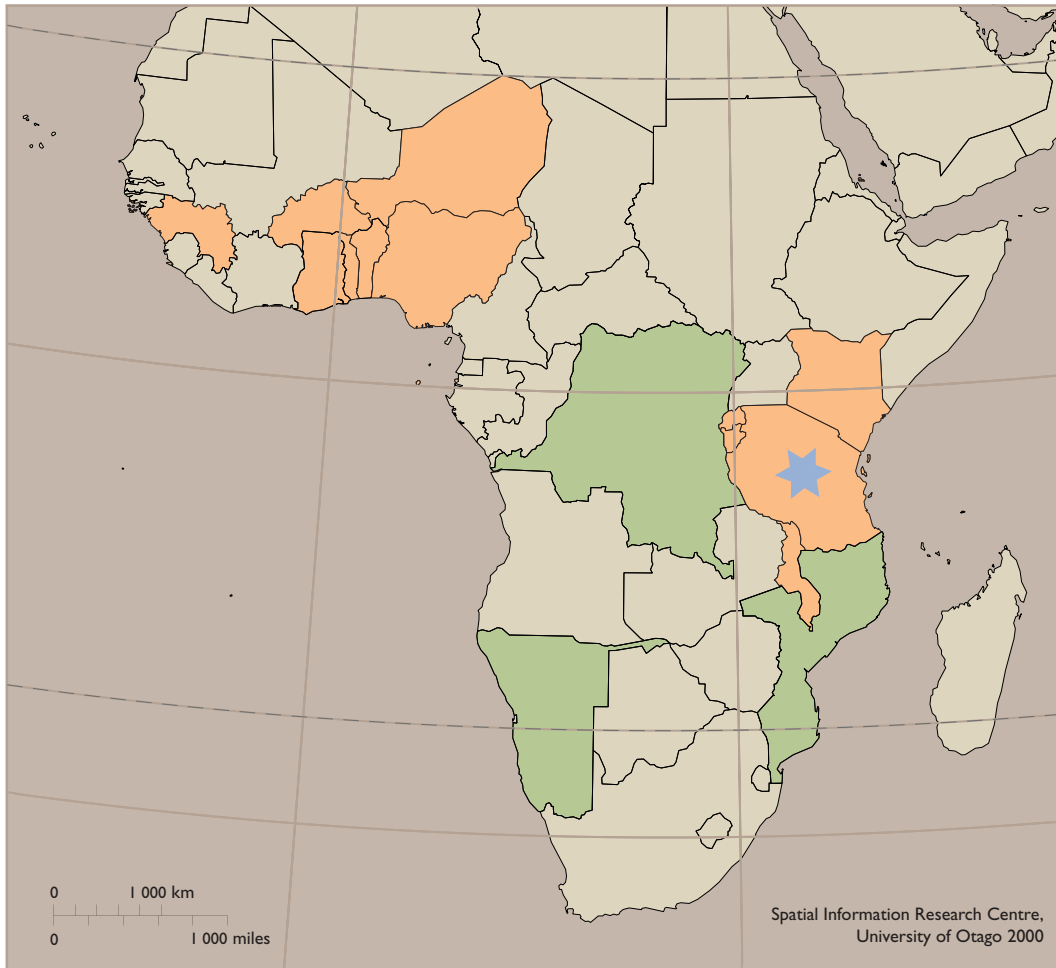 0 1 000 km
0 1 000 miles
Spatial Information Research Centre,
University of Otago 2000